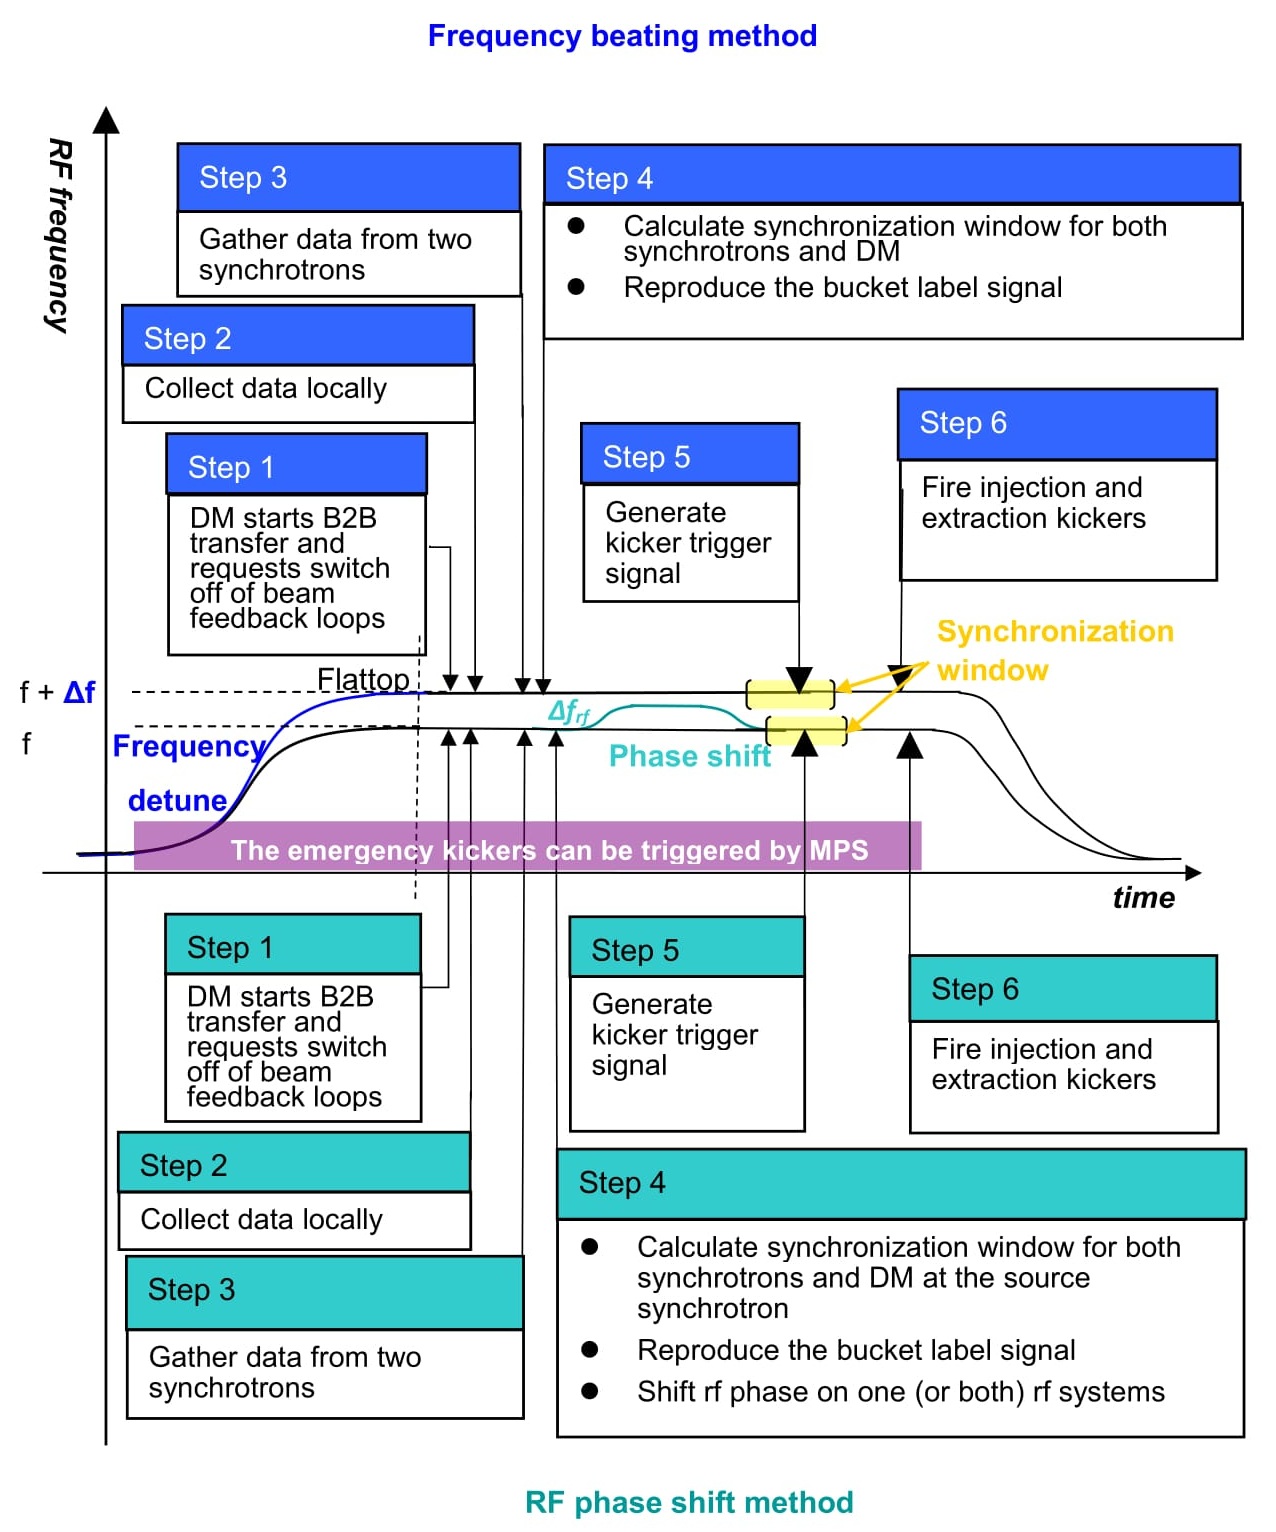 Frequency beating method
RF frequency
Step 3
Gather data from two
synchrotrons
Step 4
● Calculate synchronization window for both
synchrotrons and DM
● Reproduce the bucket label signal
Step 2
Collect data locally
Step 1
DM starts B2B
transfer and
requests switch
off of beam
feedback loops
Step 5
Generate
kicker trigger
signal
Step 6
Fire injection and
extraction kickers
Synchronization
window
Flattop
f + Δf
Δfrf
f
Frequency
detune
Phase shift
The emergency kickers can be triggered by MPS
time
Step 1
DM starts B2B
transfer and
requests switch
off of beam
feedback loops
Step 5
Generate
kicker trigger
signal
Step 6
Fire injection and
extraction kickers
Step 2
Collect data locally
Step 3
Gather data from two
synchrotrons
Step 4
● Calculate synchronization window for both
synchrotrons and DM at the source
synchrotron
● Reproduce the bucket label signal
● Shift rf phase on one (or both) rf systems
RF phase shift method